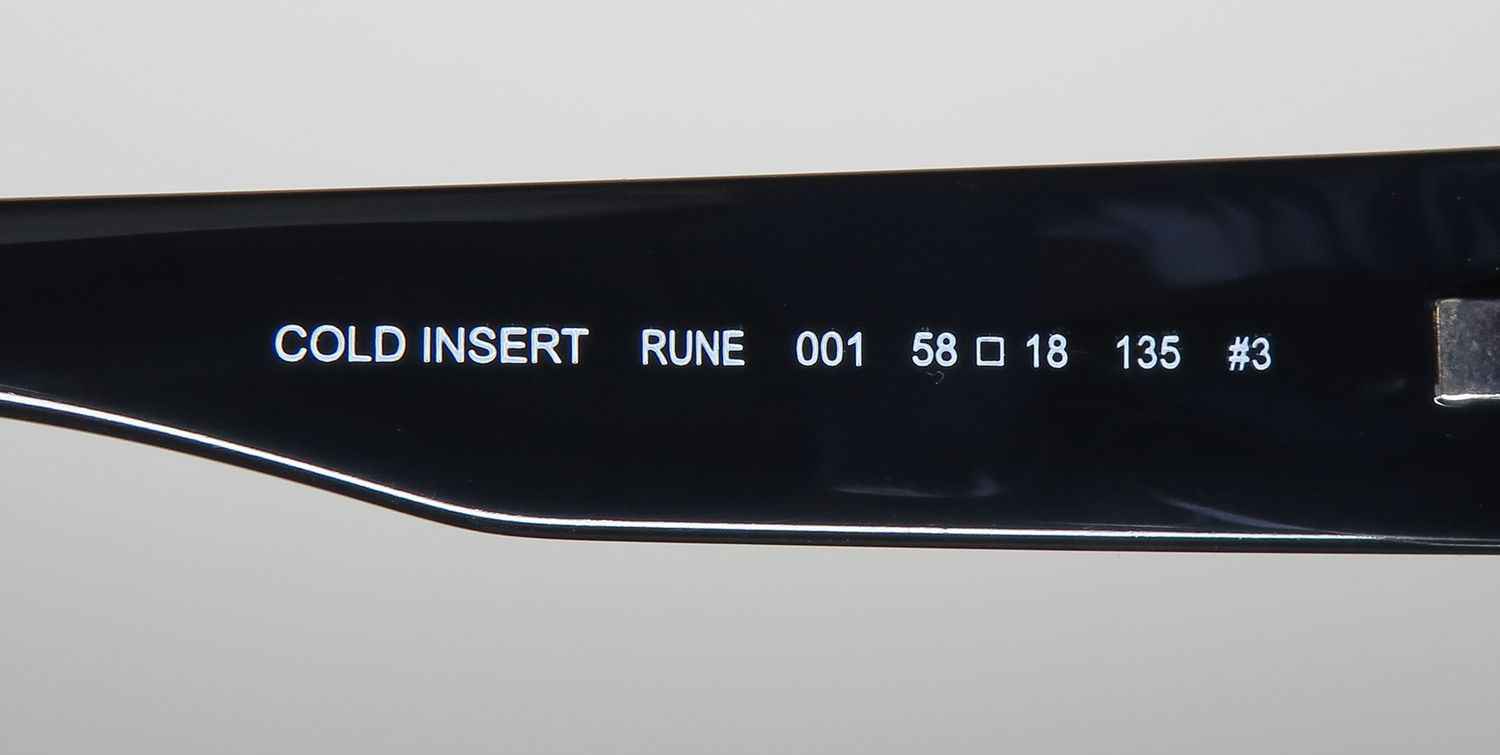 COLD INSERT RUNE 001 58 □ 18 135 #3